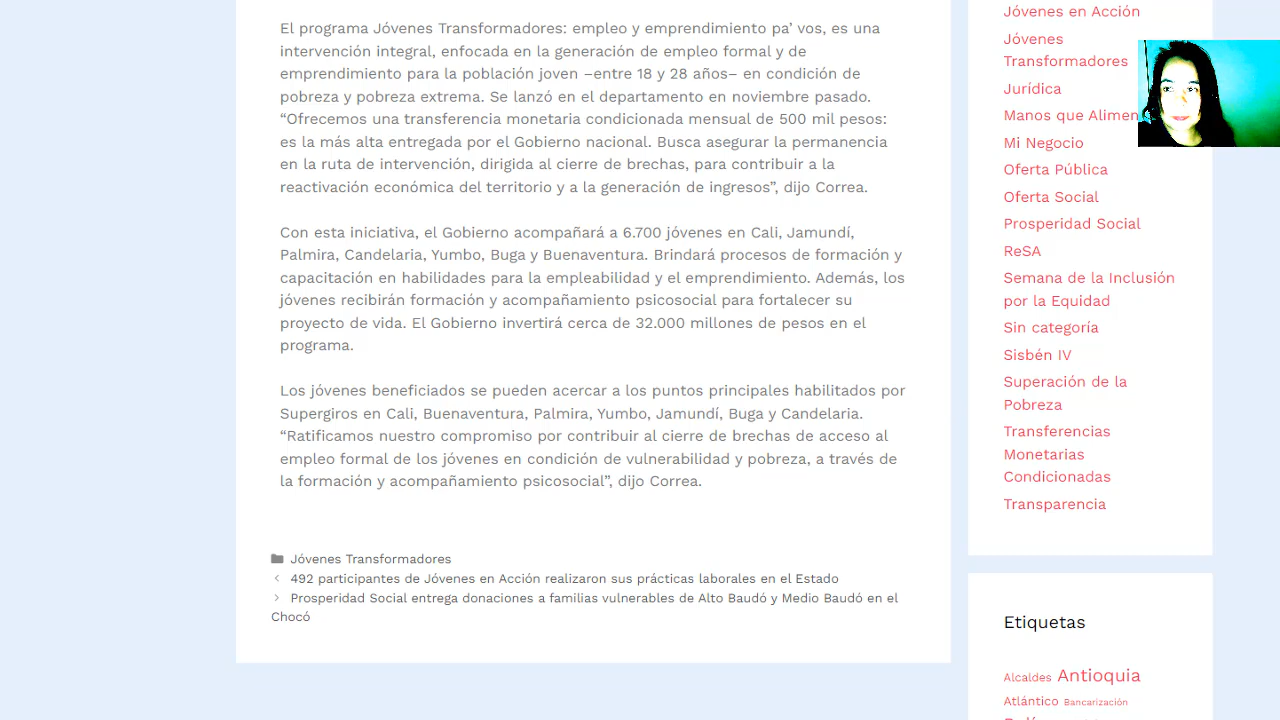 El programa Jóvenes Transformadores: empleo y emprendimiento pa’ vos, es una
intervención integral, enfocada en la generación de empleo formal y de
emprendimiento para la población joven –entre 18 y 28 años– en condición de
pobreza y pobreza extrema. Se lanzó en el departamento en noviembre pasado.
“Ofrecemos una transferencia monetaria condicionada mensual de 500 mil pesos:
es la más alta entregada por el Gobierno nacional. Busca asegurar la permanencia
en la ruta de intervención, dirigida al cierre de brechas, para contribuir a la
reactivación económica del territorio y a la generación de ingresos”, dijo Correa.
Con esta iniciativa, el Gobierno acompañará a 6.700 jóvenes en Cali, Jamundí,
Palmira, Candelaria, Yumbo, Buga y Buenaventura. Brindará procesos de formación y
capacitación en habilidades para la empleabilidad y el emprendimiento. Además, los
jóvenes recibirán formación y acompañamiento psicosocial para fortalecer su
proyecto de vida. El Gobierno invertirá cerca de 32.000 millones de pesos en el
programa.
Los jóvenes beneficiados se pueden acercar a los puntos principales habilitados por
Supergiros en Cali, Buenaventura, Palmira, Yumbo, Jamundí, Buga y Candelaria.
“Ratificamos nuestro compromiso por contribuir al cierre de brechas de acceso al
empleo formal de los jóvenes en condición de vulnerabilidad y pobreza, a través de
la formación y acompañamiento psicosocial”, dijo Correa.
Jóvenes Transformadores
492 participantes de Jóvenes en Acción realizaron sus prácticas laborales en el Estado
Prosperidad Social entrega donaciones a familias vulnerables de Alto Baudó y Medio Baudó en el
Chocó
Jóvenes en Acción
Jóvenes
Transformadores
Jurídica
Manos que Alimen
Mi Negocio
Oferta Pública
Oferta Social
Prosperidad Social
ReSA
Semana de la Inclusión
por la Equidad
Sin categoría
Sisbén IV
Superación de la
Pobreza
Transferencias
Monetarias
Condicionadas
Transparencia
Etiquetas
Alcaldes Antioquia
Atlántico Bancarización